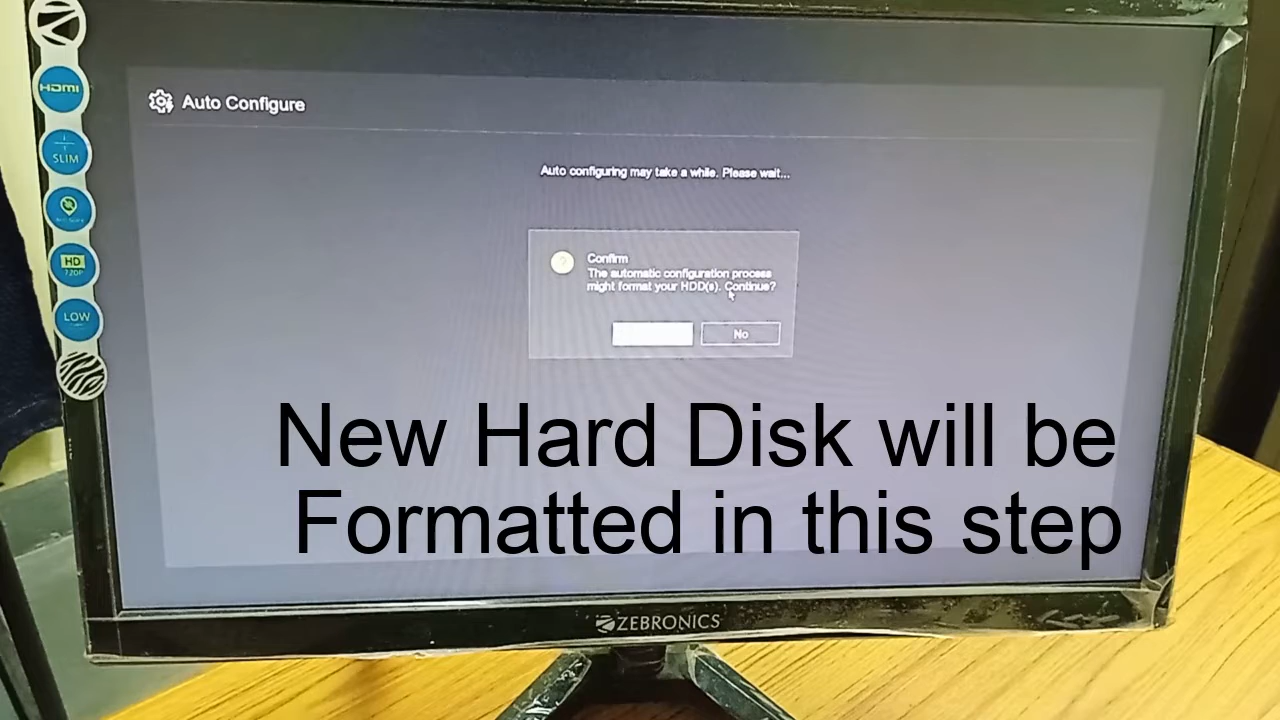 HDMI
SLIM
HD
720P
LOW
Auto Configure
Auto configuring may take a while. Please wait...
?
Confirm
The automatic configuration process
might format your HDD(s). Continue?
No
New Hard Disk will be
Formatted in this step
ZEBRONICS